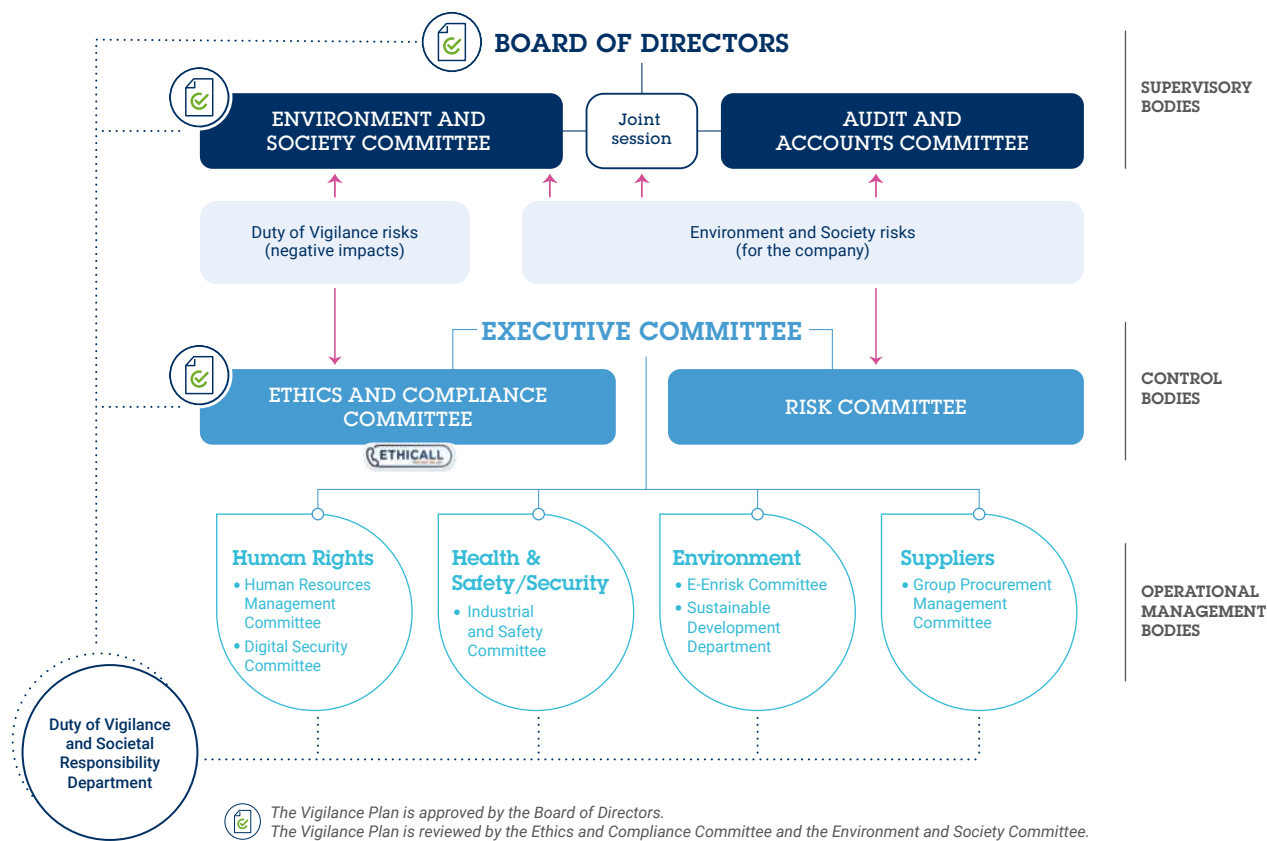 BOARD OF DIRECTORS
SUPERVISORY
BODIES
ENVIRONMENT AND
SOCIETY COMMITTEE
Joint
session
AUDIT AND
ACCOUNTS COMMITTEE
Duty of Vigilance risks
(negative impacts)
Environment and Society risks
(for the company)
EXECUTIVE COMMITTEE
CONTROL
BODIES
ETHICS AND COMPLIANCE
COMMITTEE
RISK COMMITTEE
ETHICALL
Human Rights
• Human Resources
Management
Committee
• Digital Security
Committee
Health &
Safety/Security
• Industrial
and Safety
Committee
Environment
• E-Enrisk Committee
• Sustainable
Development
Department
Suppliers
• Group Procurement
Management
Committee
OPERATIONAL
MANAGEMENT
BODIES
Duty of Vigilance
and Societal
Responsibility
Department
The Vigilance Plan is approved by the Board of Directors.
The Vigilance Plan is reviewed by the Ethics and Compliance Committee and the Environment and Society Committee.